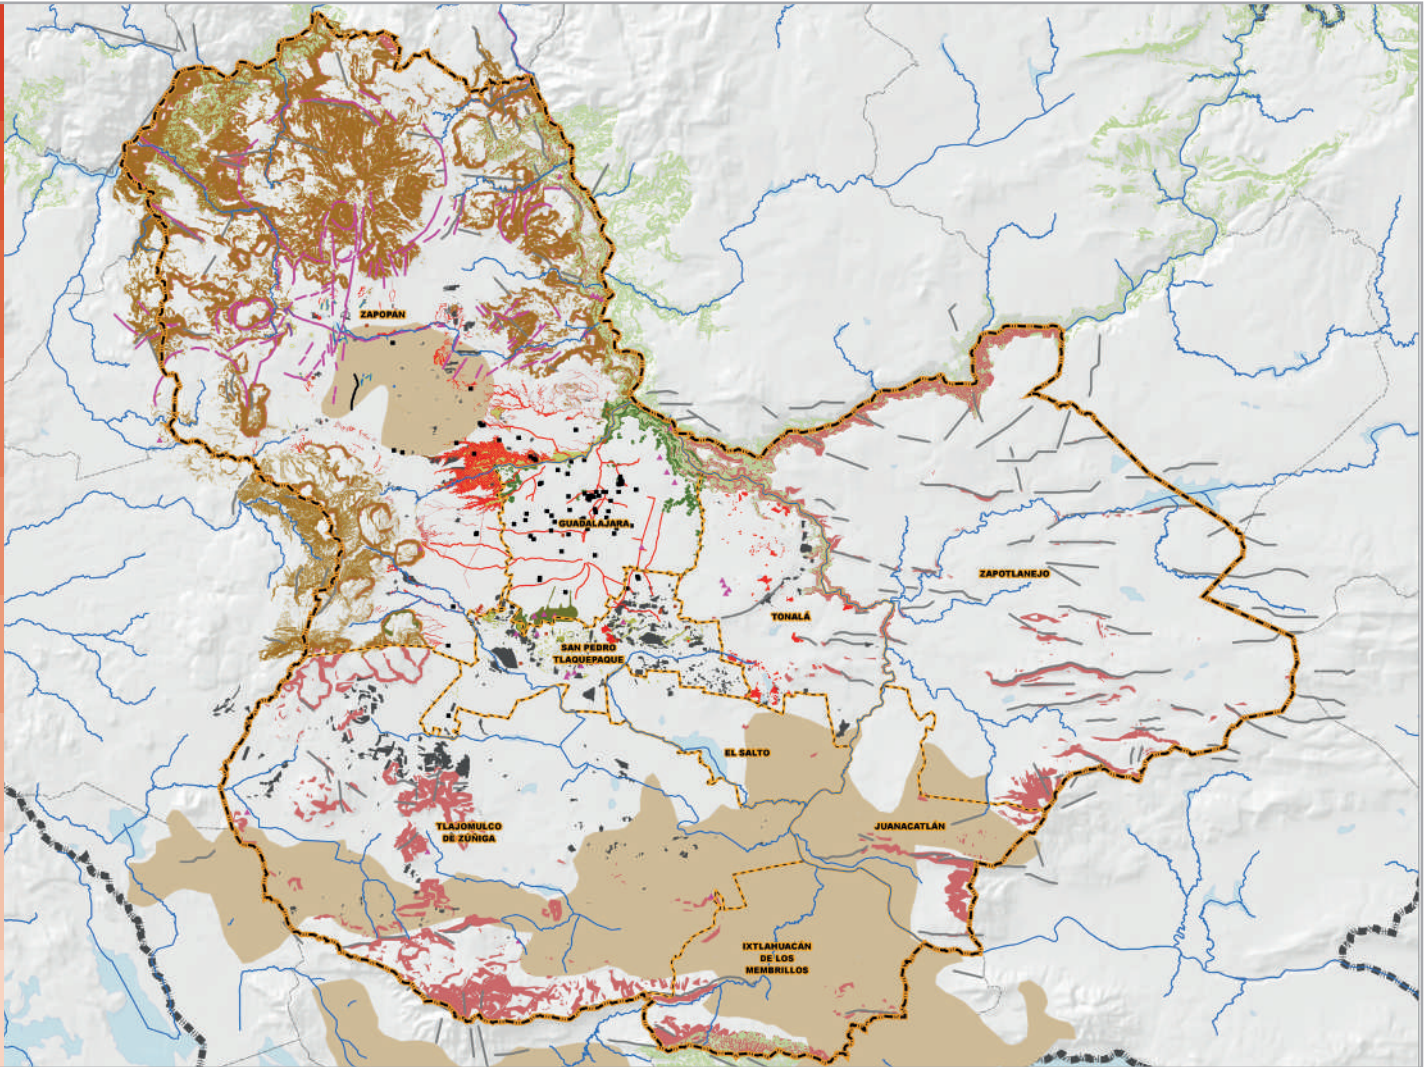 ZAPOPAN
GUADALAJARA
ZAPOTLANEJO
TONALÁ
SAN PEDRO
TLAQUEPAQUE
EL SALTO
TLAJOMULCO
DE ZÚÑIGA
JUANACATLÁN
IXTLAHUACÁN
DE LOS
MEMBRILLOS